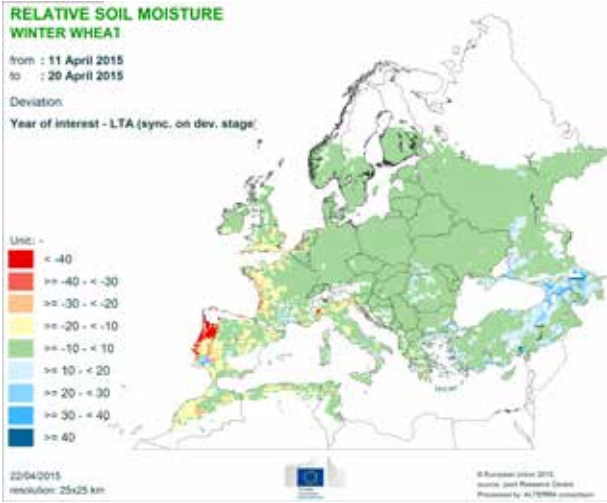 RELATIVE SOIL MOISTURE
WINTER WHEAT
from : 11 April 2015
to : 20 April 2015
Deviation:
Year of interest - LTA (sync. on dev. stage)
Unit: -
< -40
>= -40 - < -30
>= -30 - < -20
>= -20 - < -10
>= -10 - < 10
>= 10 - < 20
>= 20 - < 30
>= 30 - < 40
>= 40
22/04/2015
resolution: 25x25 km
© European Union 2015
source: Joint Research Centre
Processed by ALTERRA consortium